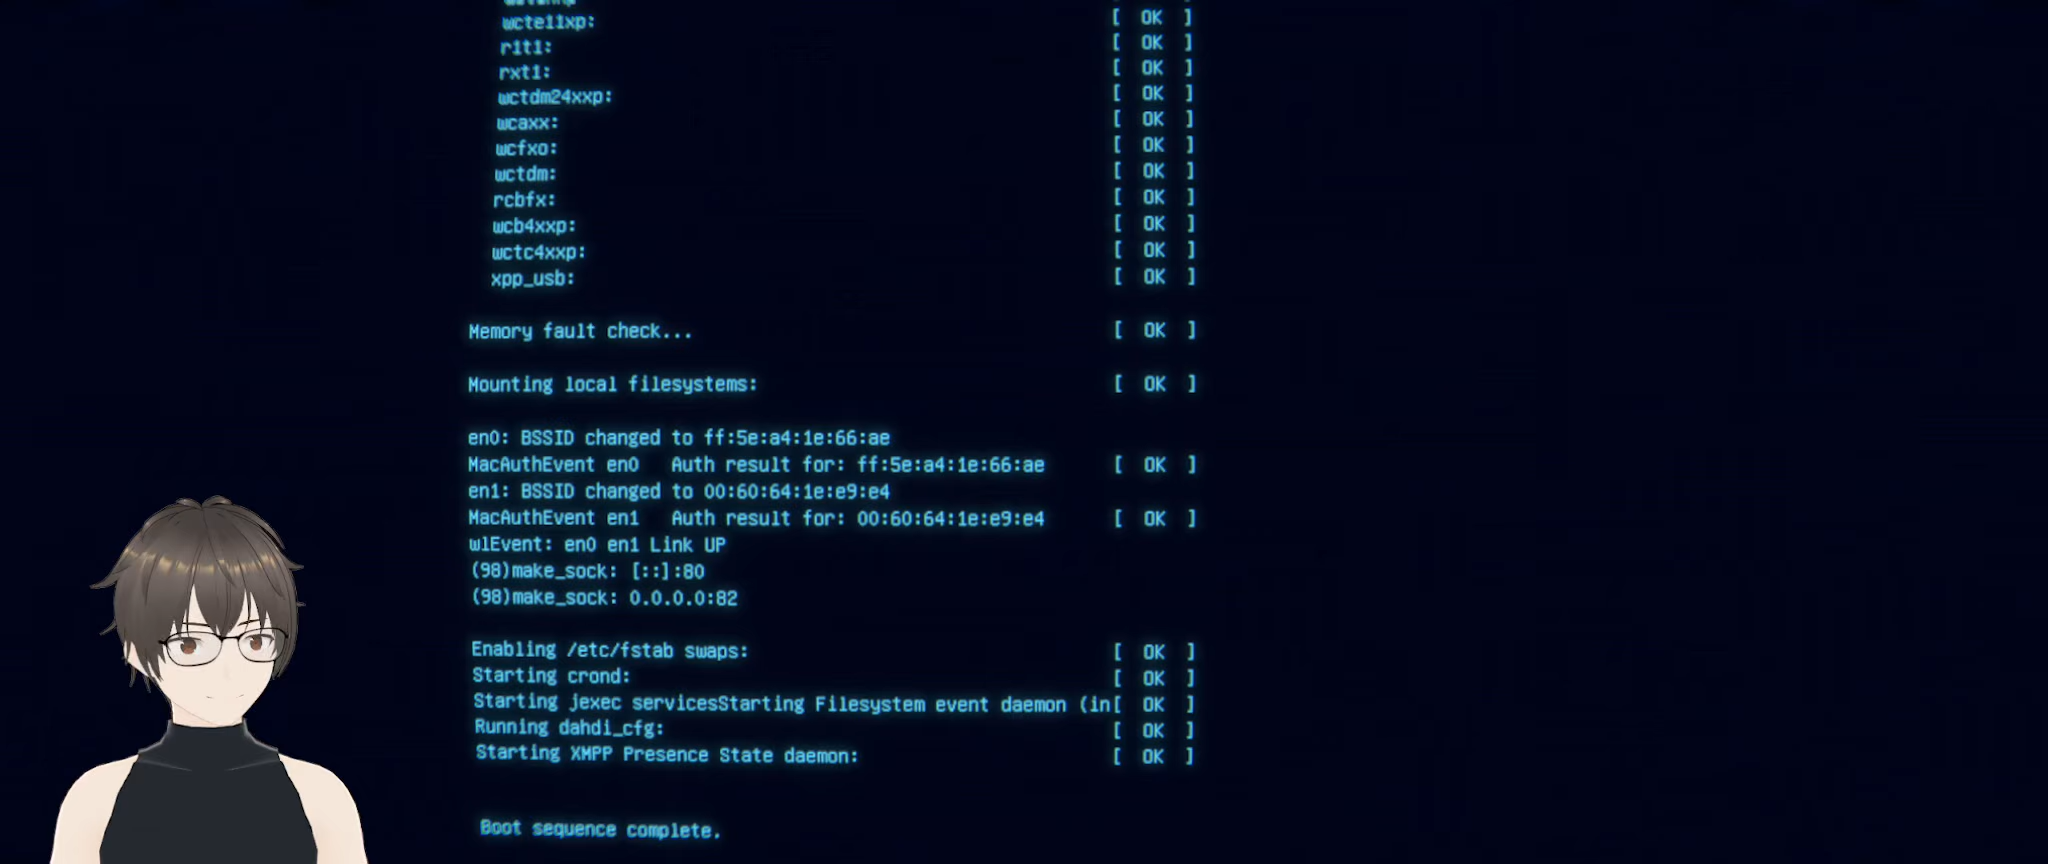 wcte11xp: [ OK ]
r1t1: [ OK ]
rxt1: [ OK ]
wctdm24xxp: [ OK ]
wcaxx: [ OK ]
wcfxo: [ OK ]
wctdm: [ OK ]
rcbfx: [ OK ]
wcb4xxp: [ OK ]
wctc4xxp: [ OK ]
xpp_usb: [ OK ]
Memory fault check... [ OK ]
Mounting local filesystems: [ OK ]
en0: BSSID changed to ff:5e:a4:1e:66:ae
MacAuthEvent en0 Auth result for: ff:5e:a4:1e:66:ae [ OK ]
en1: BSSID changed to 00:60:64:1e:e9:e4
MacAuthEvent en1 Auth result for: 00:60:64:1e:e9:e4 [ OK ]
wlEvent: en0 en1 Link UP
(98)make_sock: [::]:80
(98)make_sock: 0.0.0.0:82
Enabling /etc/fstab swaps: [ OK ]
Starting crond: [ OK ]
Starting jexec servicesStarting Filesystem event daemon (in[ OK ]
Running dahdi_cfg: [ OK ]
Starting XMPP Presence State daemon: [ OK ]
Boot sequence complete.